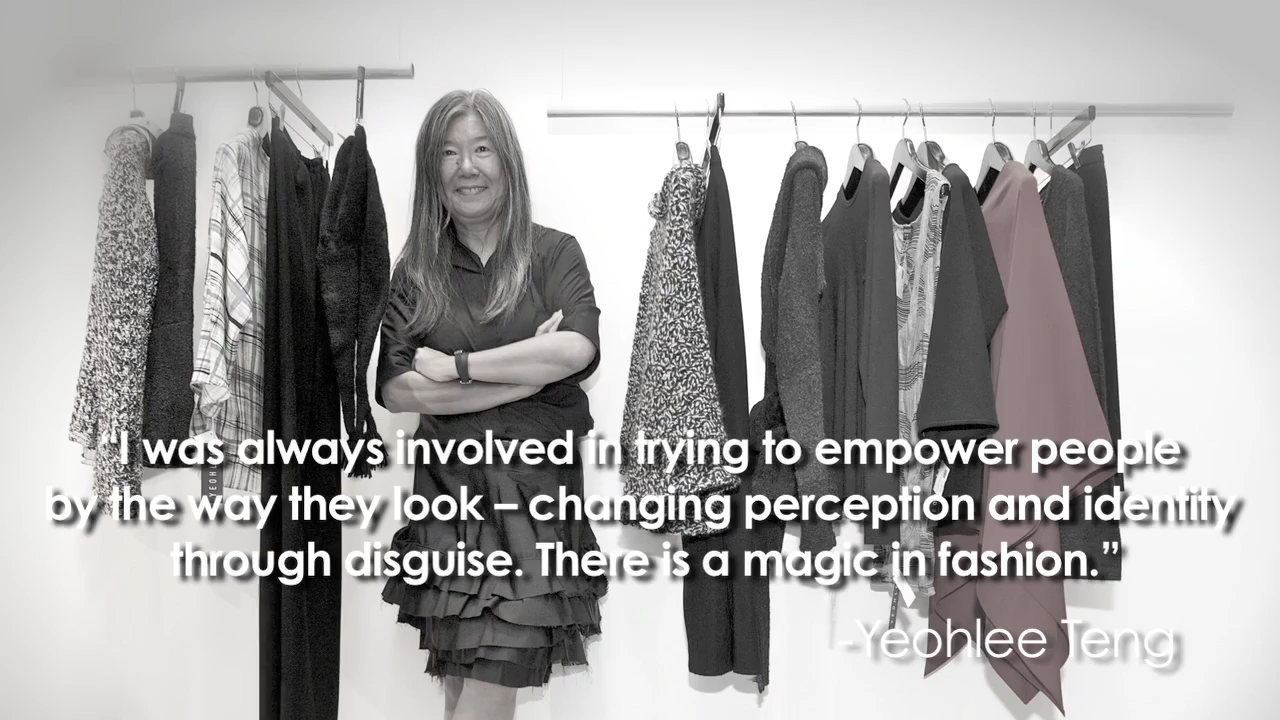 “I was always involved in trying to empower people
by the way they look – changing perception and identity
through disguise. There is a magic in fashion.”
-Yeohlee Teng